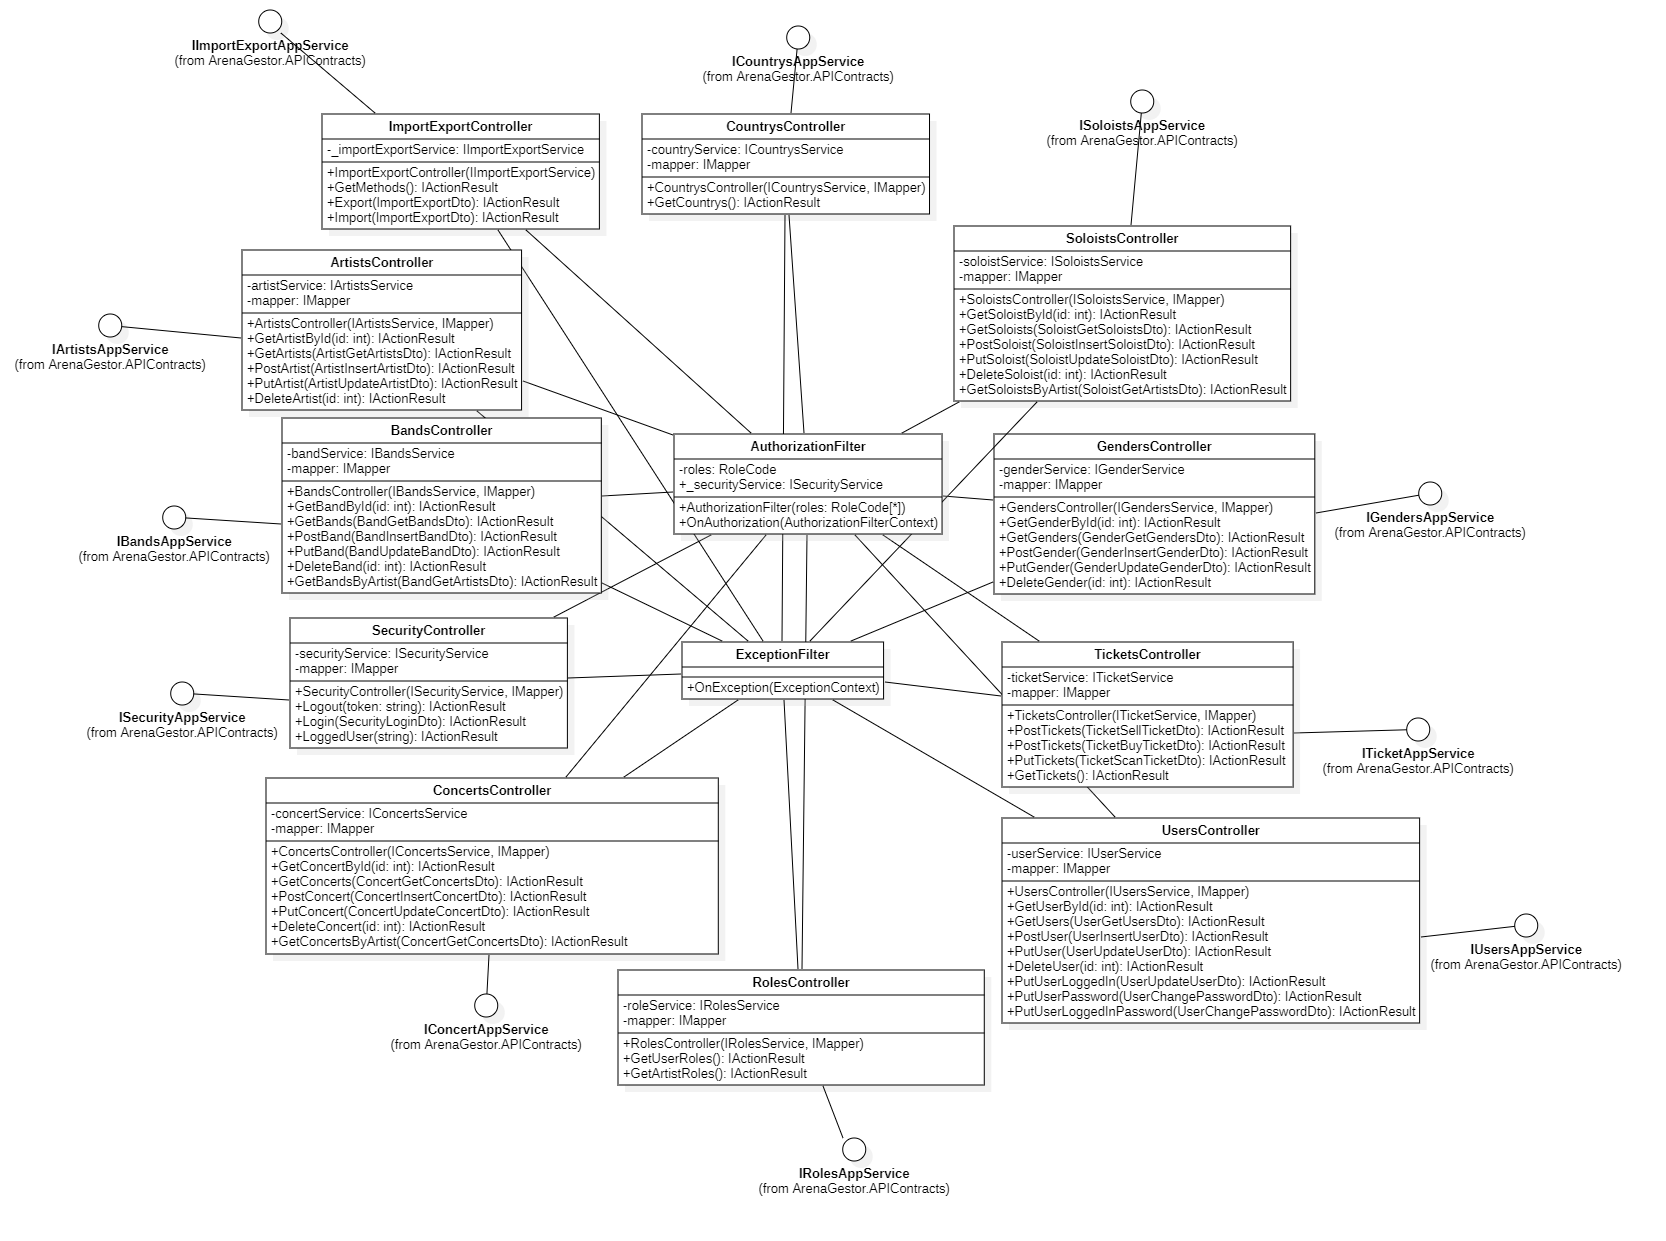 IImportExportAppService
(from ArenaGestor.APIContracts)
ICountrysAppService
(from ArenaGestor.APIContracts)
ISoloistsAppService
(from ArenaGestor.APIContracts)
ImportExportController
-_importExportService: IImportExportService
+ImportExportController(IImportExportService)
+GetMethods(): IActionResult
+Export(ImportExportDto): IActionResult
+Import(ImportExportDto): IActionResult
CountrysController
-countryService: ICountrysService
-mapper: IMapper
+CountrysController(ICountrysService, IMapper)
+GetCountrys(): IActionResult
SoloistsController
-soloistService: ISoloistsService
-mapper: IMapper
+SoloistsController(ISoloistsService, IMapper)
+GetSoloistById(id: int): IActionResult
+GetSoloists(SoloistGetSoloistsDto): IActionResult
+PostSoloist(SoloistInsertSoloistDto): IActionResult
+PutSoloist(SoloistUpdateSoloistDto): IActionResult
+DeleteSoloist(id: int): IActionResult
+GetSoloistsByArtist(SoloistGetArtistsDto): IActionResult
ArtistsController
-artistService: IArtistsService
-mapper: IMapper
+ArtistsController(IArtistsService, IMapper)
+GetArtistById(id: int): IActionResult
+GetArtists(ArtistGetArtistsDto): IActionResult
+PostArtist(ArtistInsertArtistDto): IActionResult
+PutArtist(ArtistUpdateArtistDto): IActionResult
+DeleteArtist(id: int): IActionResult
IArtistsAppService
(from ArenaGestor.APIContracts)
BandsController
-bandService: IBandsService
-mapper: IMapper
+BandsController(IBandsService, IMapper)
+GetBandById(id: int): IActionResult
+GetBands(BandGetBandsDto): IActionResult
+PostBand(BandInsertBandDto): IActionResult
+PutBand(BandUpdateBandDto): IActionResult
+DeleteBand(id: int): IActionResult
+GetBandsByArtist(BandGetArtistsDto): IActionResult
IBandsAppService
(from ArenaGestor.APIContracts)
AuthorizationFilter
-roles: RoleCode
+_securityService: ISecurityService
+AuthorizationFilter(roles: RoleCode[*])
+OnAuthorization(AuthorizationFilterContext)
GendersController
-genderService: IGenderService
-mapper: IMapper
+GendersController(IGendersService, IMapper)
+GetGenderById(id: int): IActionResult
+GetGenders(GenderGetGendersDto): IActionResult
+PostGender(GenderInsertGenderDto): IActionResult
+PutGender(GenderUpdateGenderDto): IActionResult
+DeleteGender(id: int): IActionResult
IGendersAppService
(from ArenaGestor.APIContracts)
SecurityController
-securityService: ISecurityService
-mapper: IMapper
+SecurityController(ISecurityService, IMapper)
+Logout(token: string): IActionResult
+Login(SecurityLoginDto): IActionResult
+LoggedUser(string): IActionResult
ISecurityAppService
(from ArenaGestor.APIContracts)
ExceptionFilter
+OnException(ExceptionContext)
TicketsController
-ticketService: ITicketService
-mapper: IMapper
+TicketsController(ITicketService, IMapper)
+PostTickets(TicketSellTicketDto): IActionResult
+PostTickets(TicketBuyTicketDto): IActionResult
+PutTickets(TicketScanTicketDto): IActionResult
+GetTickets(): IActionResult
ITicketAppService
(from ArenaGestor.APIContracts)
ConcertsController
-concertService: IConcertsService
-mapper: IMapper
+ConcertsController(IConcertsService, IMapper)
+GetConcertById(id: int): IActionResult
+GetConcerts(ConcertGetConcertsDto): IActionResult
+PostConcert(ConcertInsertConcertDto): IActionResult
+PutConcert(ConcertUpdateConcertDto): IActionResult
+DeleteConcert(id: int): IActionResult
+GetConcertsByArtist(ConcertGetConcertsDto): IActionResult
IConcertAppService
(from ArenaGestor.APIContracts)
UsersController
-userService: IUserService
-mapper: IMapper
+UsersController(IUsersService, IMapper)
+GetUserById(id: int): IActionResult
+GetUsers(UserGetUsersDto): IActionResult
+PostUser(UserInsertUserDto): IActionResult
+PutUser(UserUpdateUserDto): IActionResult
+DeleteUser(id: int): IActionResult
+PutUserLoggedIn(UserUpdateUserDto): IActionResult
+PutUserPassword(UserChangePasswordDto): IActionResult
+PutUserLoggedInPassword(UserChangePasswordDto): IActionResult
IUsersAppService
(from ArenaGestor.APIContracts)
RolesController
-roleService: IRolesService
-mapper: IMapper
+RolesController(IRolesService, IMapper)
+GetUserRoles(): IActionResult
+GetArtistRoles(): IActionResult
IRolesAppService
(from ArenaGestor.APIContracts)